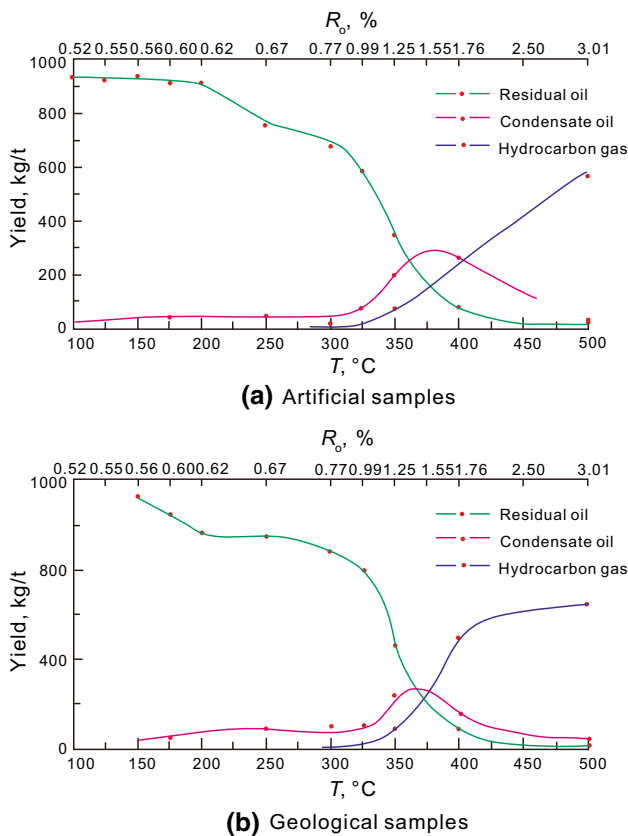 Rₒ, %
0.52 0.55 0.56 0.60 0.62 0.67 0.77 0.99 1.25 1.55 1.76 2.50 3.01
1000
Residual oil
800
Condensate oil
Hydrocarbon gas
600
Yield, kg/t
400
200
0
100 150 200 250 300 350 400 450 500
T, °C
(a) Artificial samples
Rₒ, %
0.52 0.55 0.56 0.60 0.62 0.67 0.77 0.99 1.25 1.55 1.76 2.50 3.01
1000
Residual oil
Condensate oil
800
Hydrocarbon gas
Yield, kg/t
400
200
0
100 150 200 250 300 350 400 450 500
T, °C
(b) Geological samples